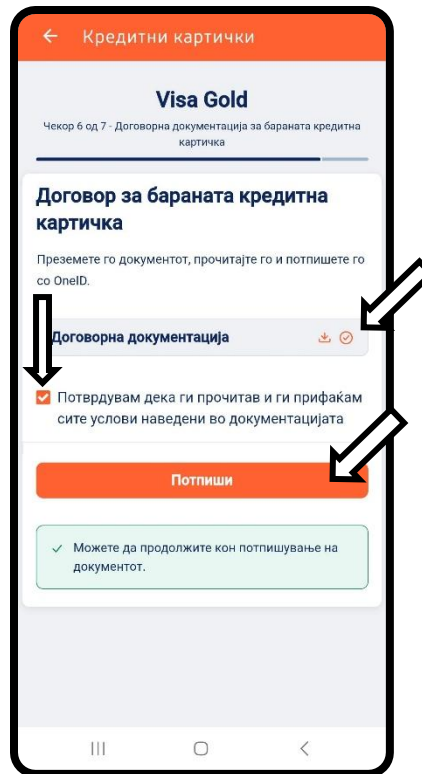 Кредитни картички
Visa Gold
Чекор 6 од 7 - Договорна документација за бараната кредитна
картичка
Договор за бараната кредитна
картичка
Преземете го документот, прочитајте го и потпишете го
со OneID.
Договорна документација
Потврдувам дека ги прочитав и ги прифаќам
сите услови наведени во документацијата
Потпиши
Можете да продолжите кон потпишување на
документот.